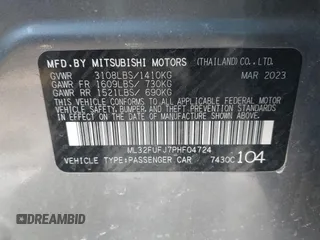 MFD.BY MITSUBISHI MOTORS (THAILAND) CO.,LTD.
GVWR 3108LBS/1410KG MAR 2023
GAWR FR 1609LBS/ 730KG
GAWR RR 1521LBS/ 690KG
THIS VEHICLE CONFORMS TO ALL APPLICABLE
FEDERAL MOTOR VEHICLE SAFETY, BUMPER, AND
THEFT PREVENTION STANDARDS IN EFFECT ON
THE DATE OF MANUFACTURE SHOWN ABOVE.
ML32FUFJ7PHF04724
VEHICLE TYPE:PASSENGER CAR 7430C 104
© DREAMBID